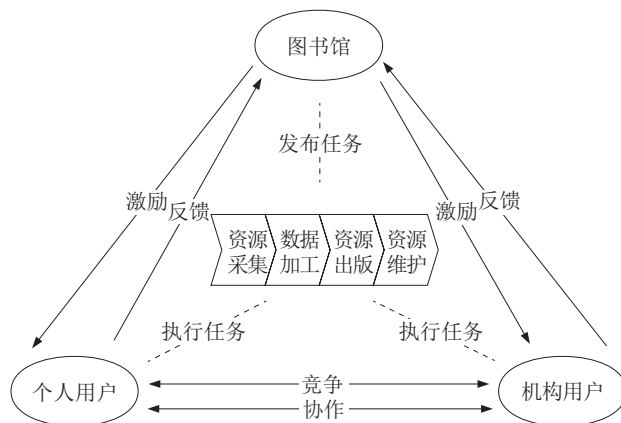 图书馆
发布任务
激励
反馈
激励
反馈
资源
采集
数据
加工
资源
出版
资源
维护
执行任务
执行任务
个人用户
竞争
协作
机构用户